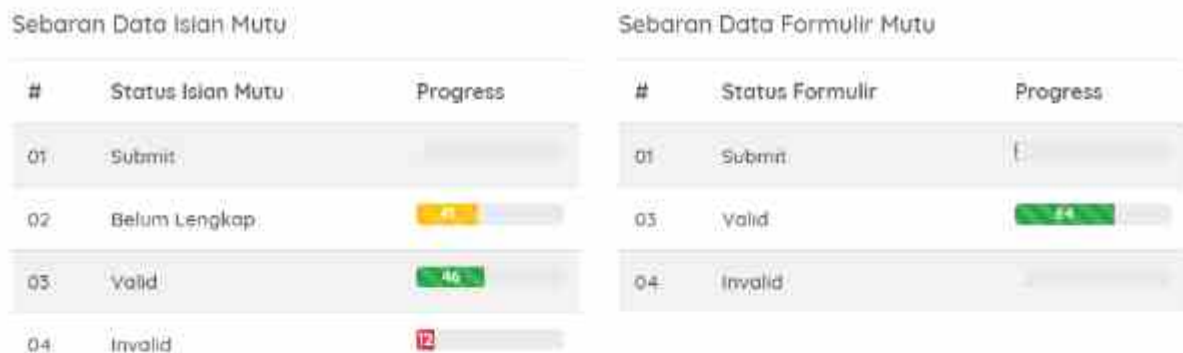 Sebaran Data Isian Mutu
# Status Isian Mutu Progress
01 Submit
02 Belum Lengkap 41
03 Valid 46
04 Invalid 12
Sebaran Data Formulir Mutu
# Status Formulir Progress
01 Submit
03 Valid 64
04 Invalid